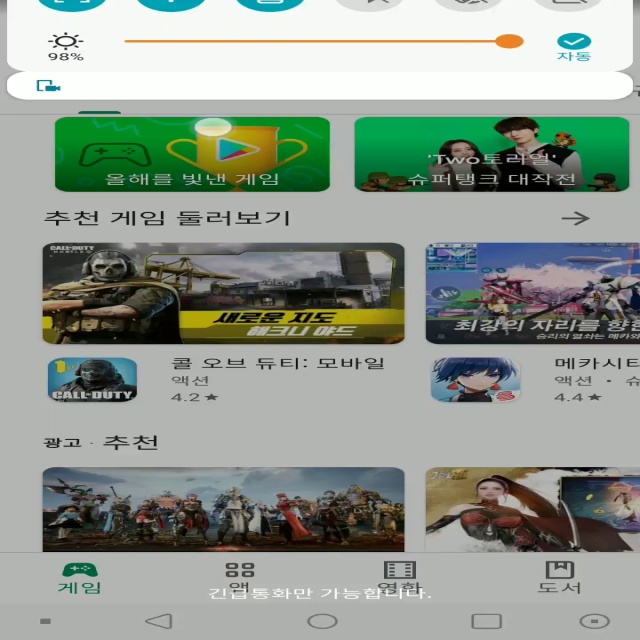 98%
자동
올해를 빛낸 게임
'Two토라일'
슈퍼탱크 대작전
추천 게임 둘러보기
CALL OF DUTY
새로운 지도
해크니 야드
최강의 자리를 향한
승리의 열쇠는 메카와
CALL OF DUTY
콜 오브 듀티: 모바일
액션
4.2★
메카시티
액션 · 슈
4.4★
광고 · 추천
게임
앱
영화
도서
긴급통화만 가능합니다.